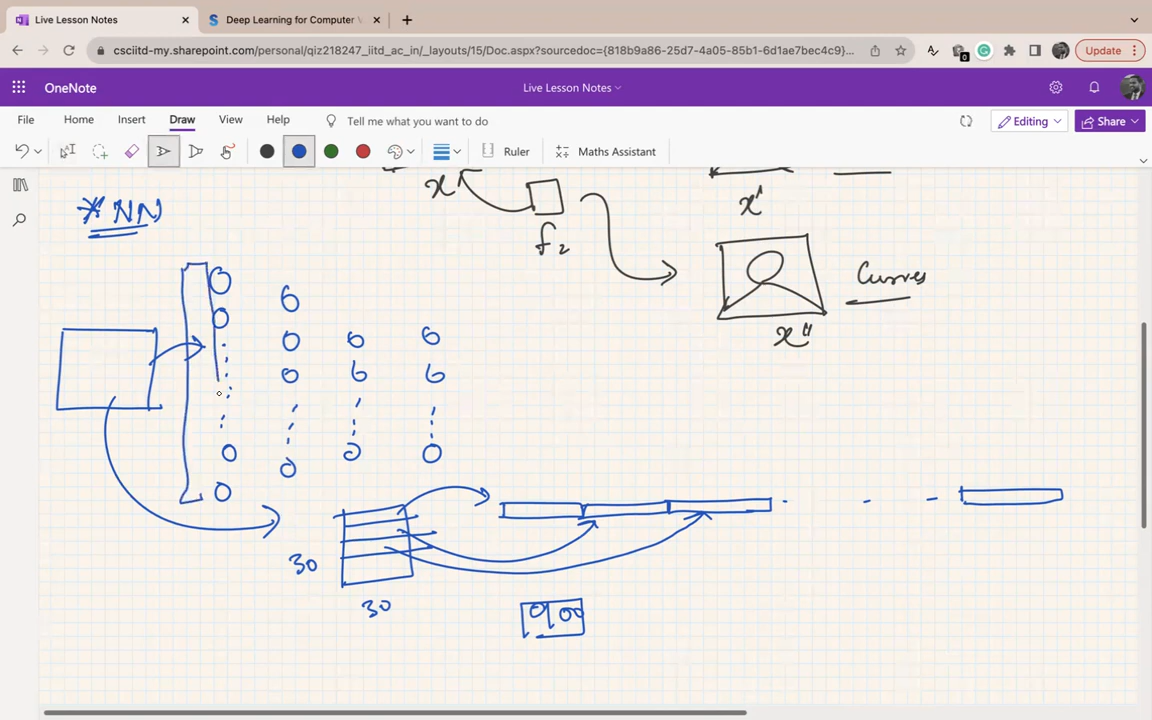 Live Lesson Notes
Deep Learning for Computer
csciitd-my.sharepoint.com/personal/qiz218247_iitd_ac_in/_layouts/15/Doc.aspx?sourcedoc={818b9a86-25d7-4a05-85b1-6d1ae7bec4c9}...
0
Update
OneNote
Live Lesson Notes
File Home Insert Draw View Help Tell me what you want to do
Editing
Share
Ruler
Maths Assistant
x
x'
f2
*NN
Curves
x"
30
30
900